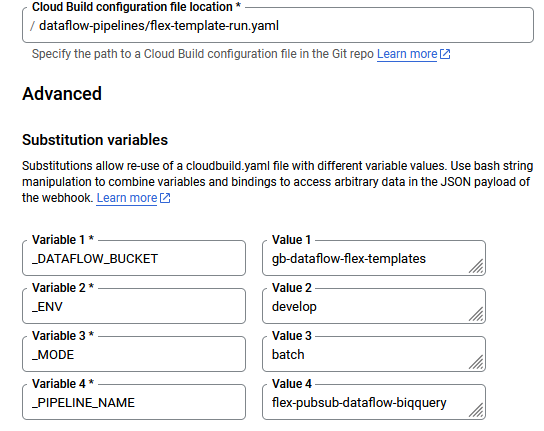 Cloud Build configuration file location *
/ dataflow-pipelines/flex-template-run.yaml
Specify the path to a Cloud Build configuration file in the Git repo Learn more
Advanced
Substitution variables
Substitutions allow re-use of a cloudbuild.yaml file with different variable values. Use bash string
manipulation to combine variables and bindings to access arbitrary data in the JSON payload of
the webhook. Learn more
Variable 1 *
_DATAFLOW_BUCKET
Value 1
gb-dataflow-flex-templates
Variable 2 *
_ENV
Value 2
develop
Variable 3 *
_MODE
Value 3
batch
Variable 4 *
_PIPELINE_NAME
Value 4
flex-pubsub-dataflow-biqquery